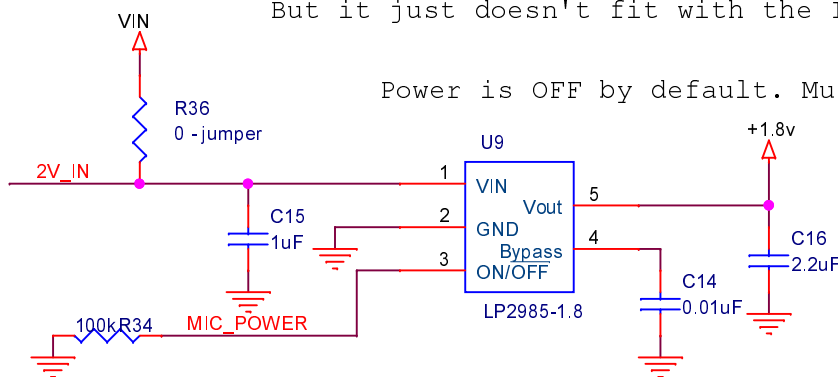 But it just doesn't fit with the
Power is OFF by default.
VIN
R36
0 -jumper
2V_IN
C15
1uF
U9
1
VIN
2
GND
3
ON/OFF
Vout
5
Bypass
4
LP2985-1.8
+1.8v
C16
2.2uF
C14
0.01uF
100k
R34
MIC_POWER